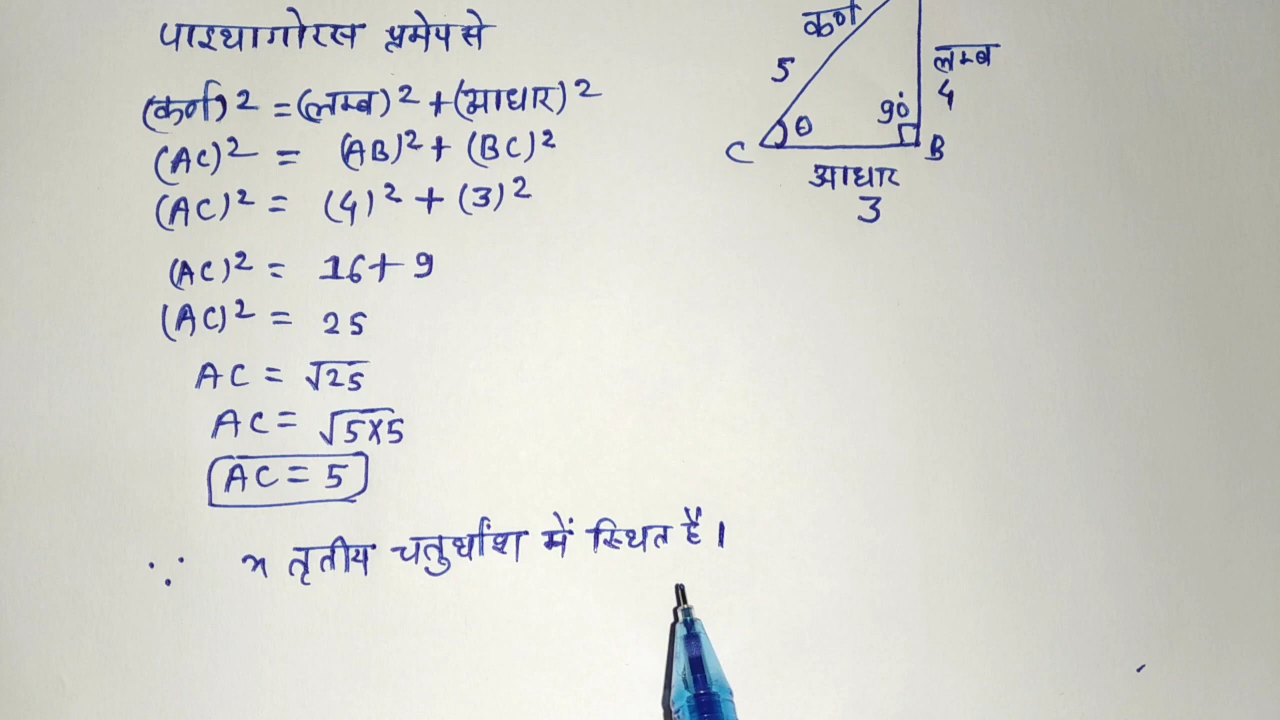 पाइथागोरस प्रमेय से
(कर्ण)² = (लम्ब)² + (आधार)²
(AC)² = (AB)² + (BC)²
(AC)² = (4)² + (3)²
(AC)² = 16 + 9
(AC)² = 25
AC = √25
AC = √5×5
AC = 5
∵ x तृतीय चतुर्थांश में स्थित है।
कर्ण
5
लम्ब
4
90°
θ
C
B
आधार
3